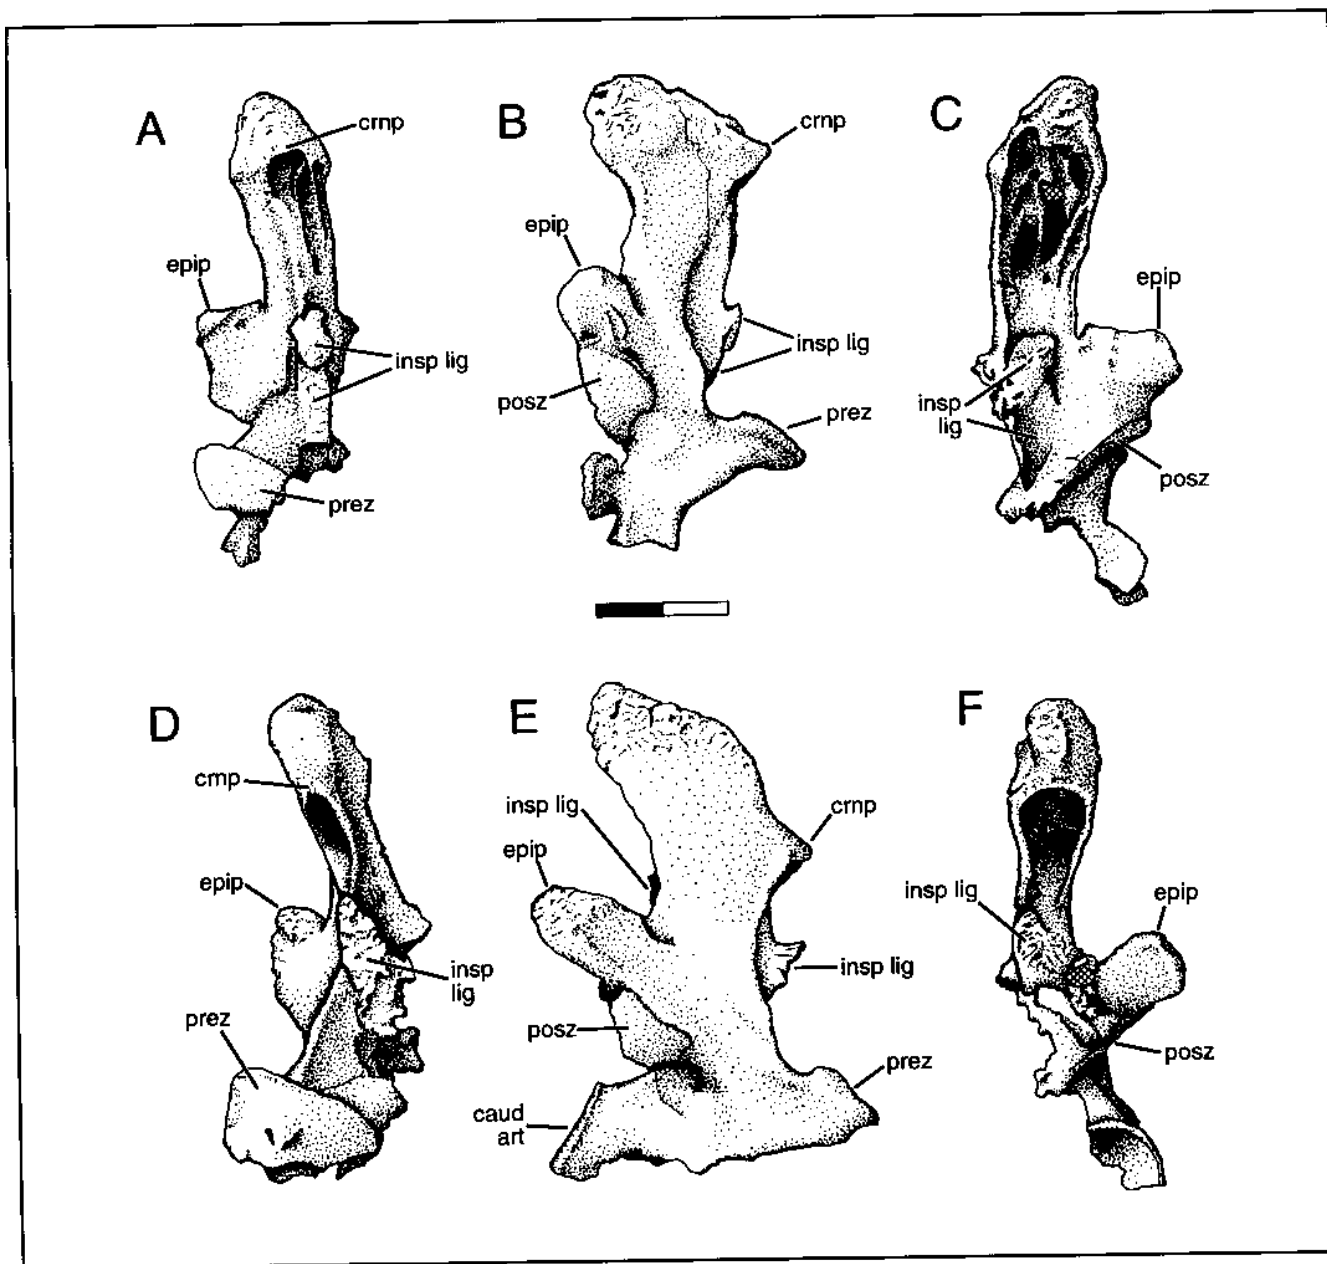 A
crnp
epip
insp lig
prez
B
crnp
epip
insp lig
posz
prez
C
epip
insp
lig
posz
D
crnp
epip
insp
lig
prez
E
insp lig
crnp
epip
insp lig
posz
prez
caud
art
F
insp lig
epip
posz